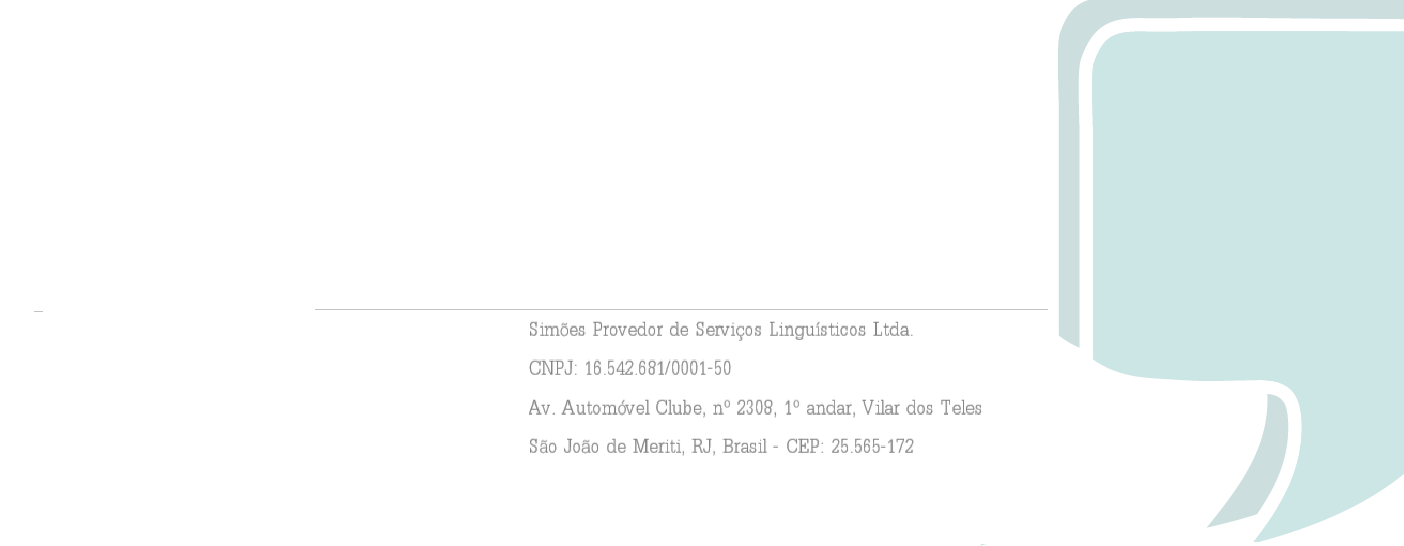 Simões Provedor de Serviços Linguísticos Ltda.
CNPJ: 16.542.681/0001-50
Av. Automóvel Clube, nº 2308, 1º andar, Vilar dos Teles
São João de Meriti, RJ, Brasil - CEP: 25.565-172